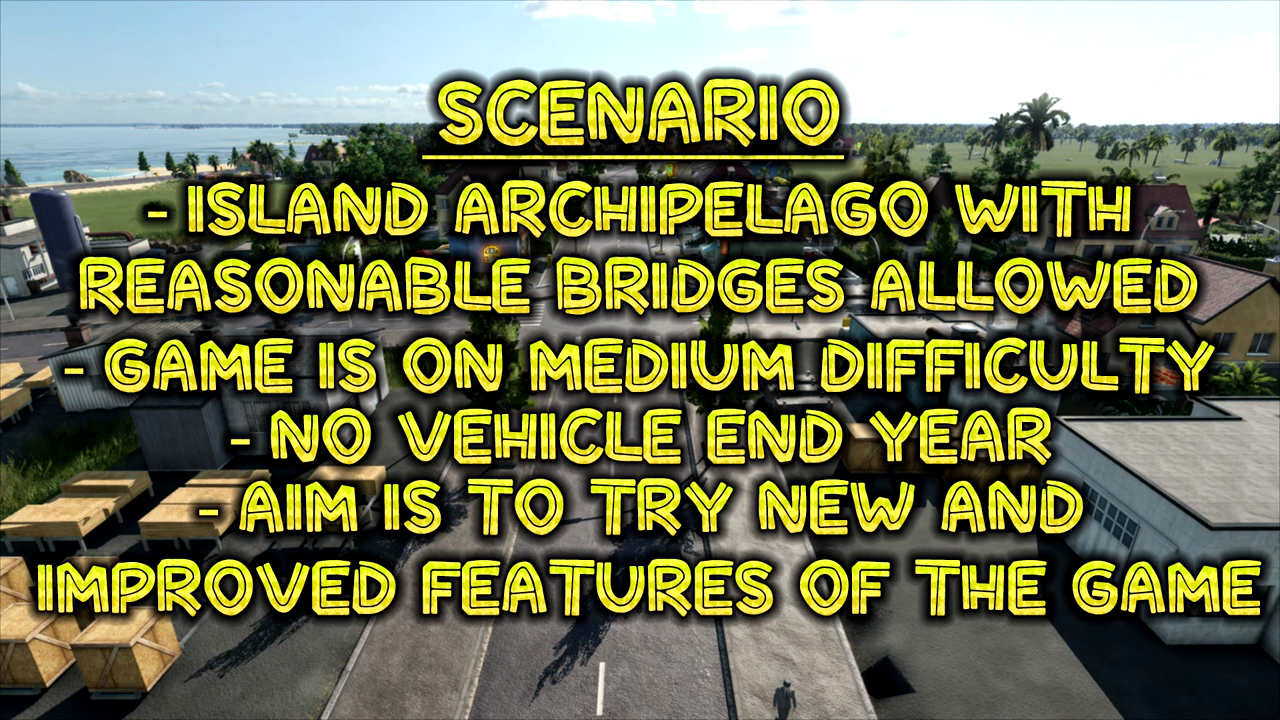 SCENARIO
- ISLAND ARCHIPELAGO WITH
REASONABLE BRIDGES ALLOWED
- GAME IS ON MEDIUM DIFFICULTY
- NO VEHICLE END YEAR
- AIM IS TO TRY NEW AND
IMPROVED FEATURES OF THE GAME